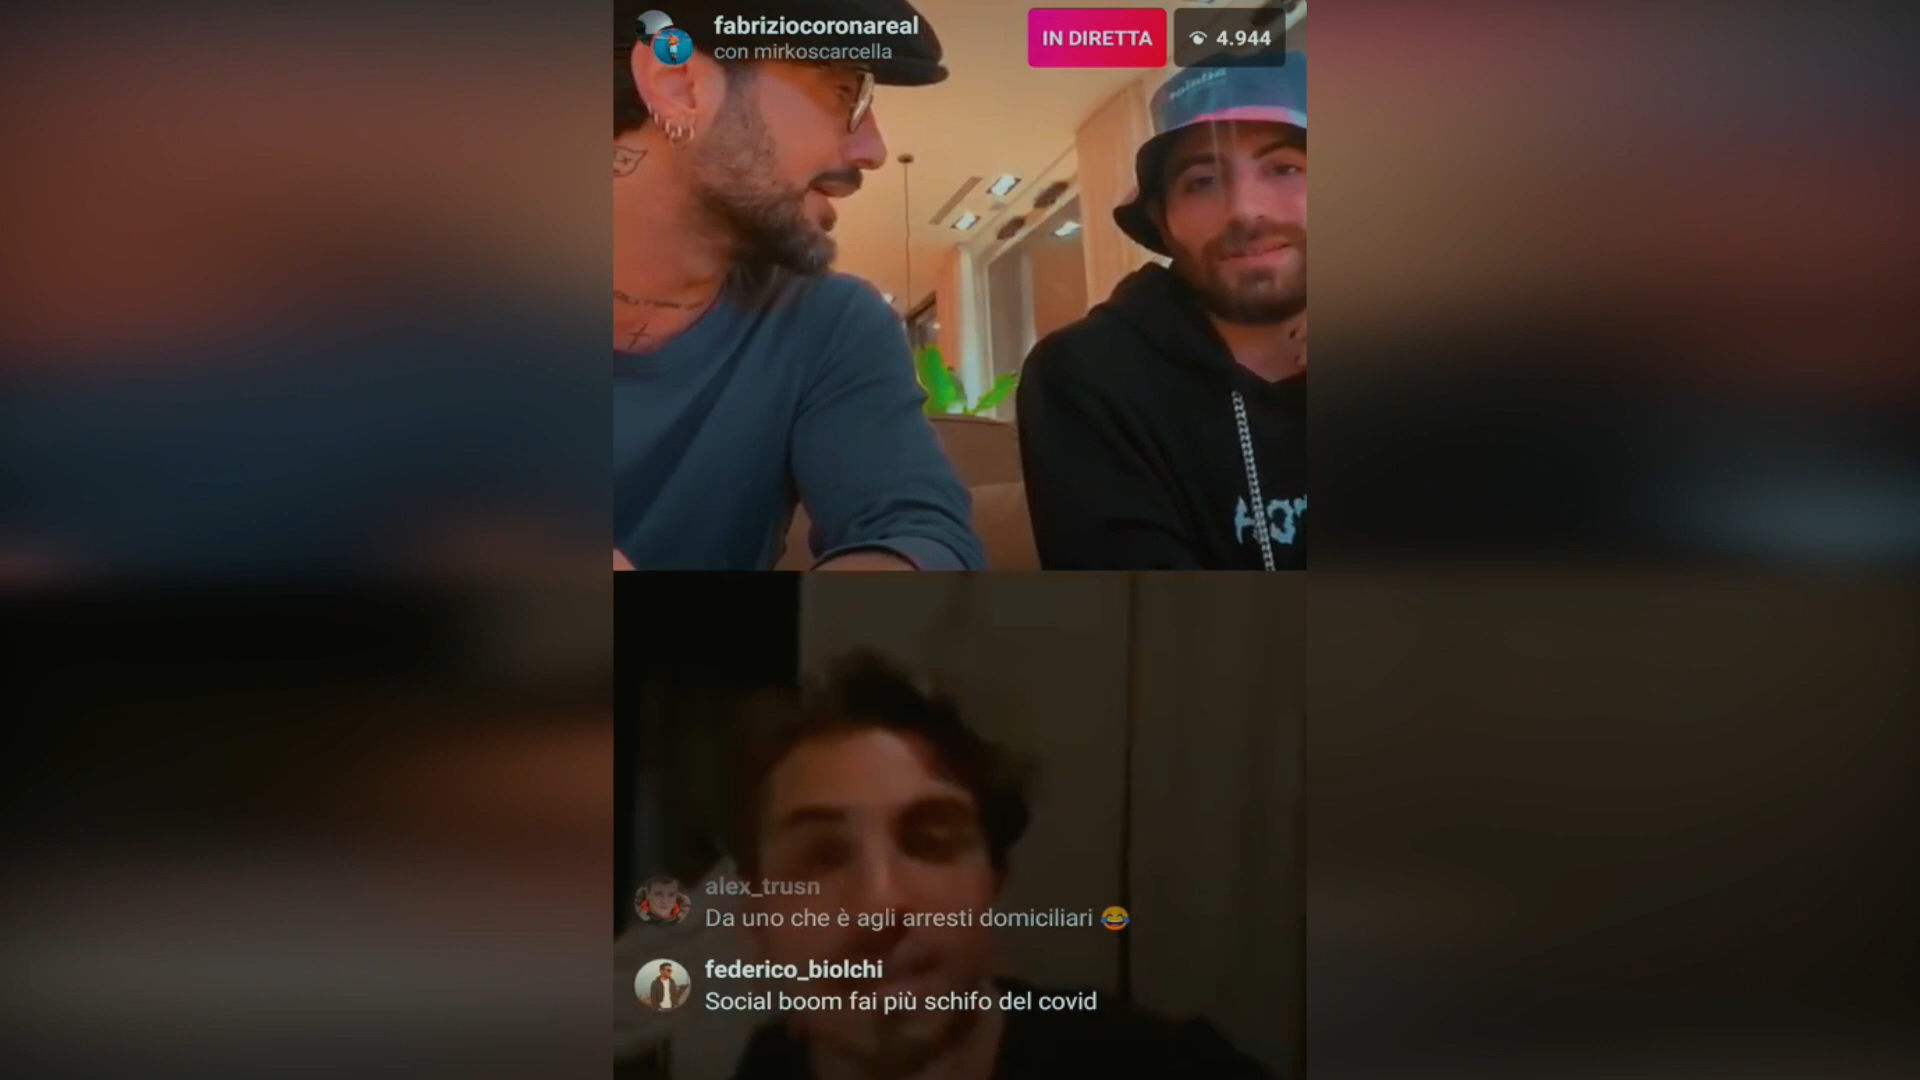 fabriziocoronareal
con mirkoscarcella
IN DIRETTA
4.944
alex_trusn
Da uno che è agli arresti domiciliari 😂
federico_biolchi
Social boom fai più schifo del covid